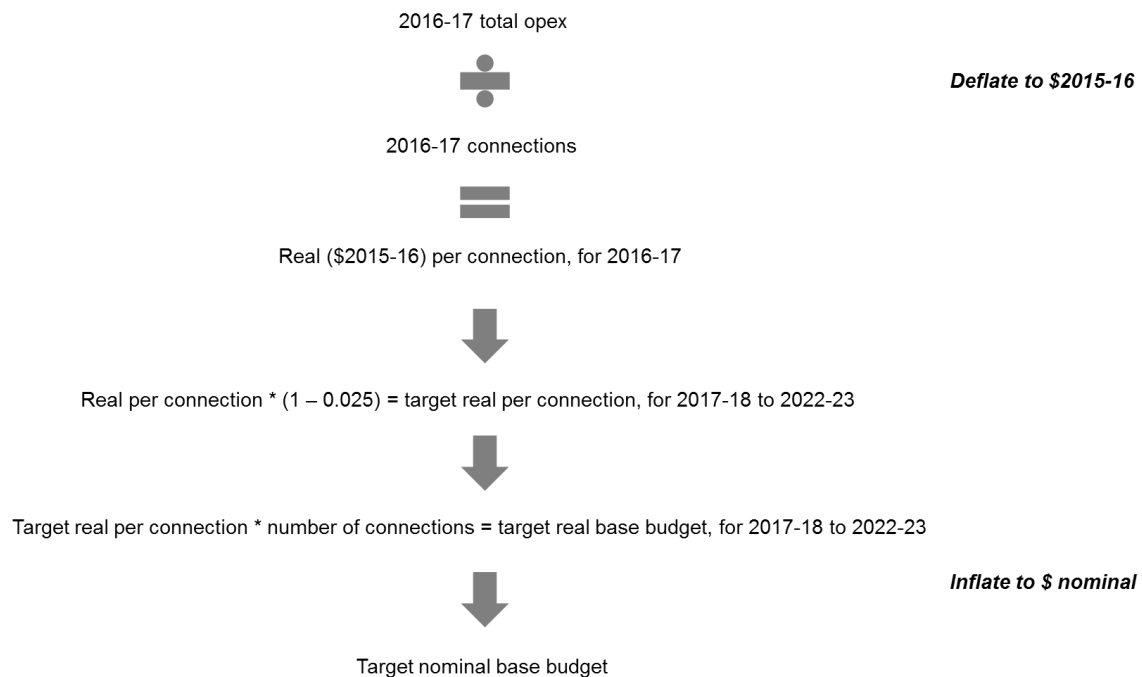 2016-17 total opex
Deflate to $2015-16
2016-17 connections
Real ($2015-16) per connection, for 2016-17
Real per connection * (1 – 0.025) = target real per connection, for 2017-18 to 2022-23
Target real per connection * number of connections = target real base budget, for 2017-18 to 2022-23
Inflate to $ nominal
Target nominal base budget